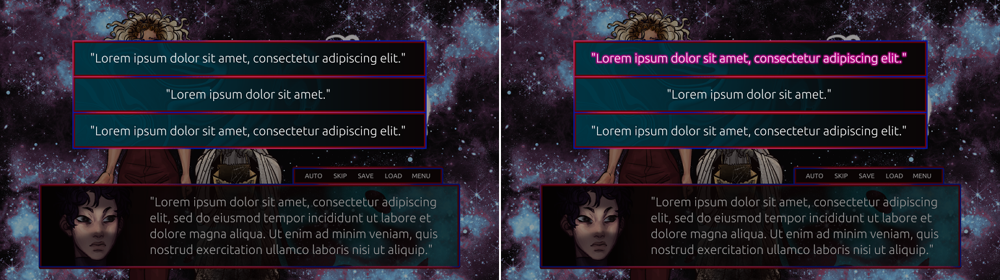 "Lorem ipsum dolor sit amet, consectetur adipiscing elit."
"Lorem ipsum dolor sit amet."
"Lorem ipsum dolor sit amet, consectetur adipiscing elit."
AUTO SKIP SAVE LOAD MENU
"Lorem ipsum dolor sit amet, consectetur adipiscing
elit, sed do eiusmod tempor incididunt ut labore et
dolore magna aliqua. Ut enim ad minim veniam, quis
nostrud exercitation ullamco laboris nisi ut aliquip."
"Lorem ipsum dolor sit amet, consectetur adipiscing elit."
"Lorem ipsum dolor sit amet."
"Lorem ipsum dolor sit amet, consectetur adipiscing elit."
AUTO SKIP SAVE LOAD MENU
"Lorem ipsum dolor sit amet, consectetur adipiscing
elit, sed do eiusmod tempor incididunt ut labore et
dolore magna aliqua. Ut enim ad minim veniam, quis
nostrud exercitation ullamco laboris nisi ut aliquip."